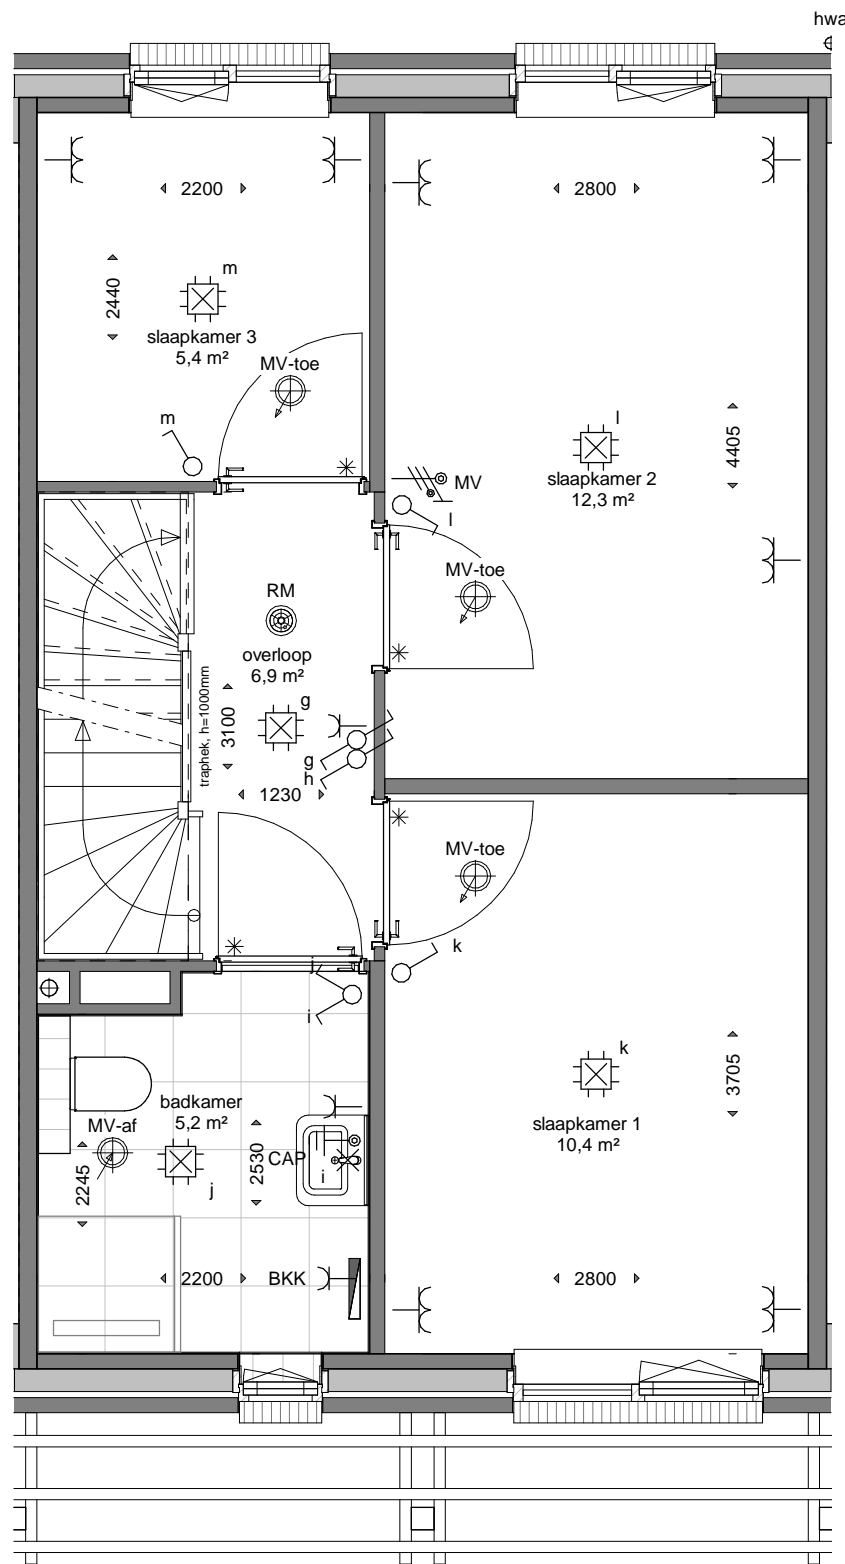 hwa
2200
2800
m
2440
slaapkamer 3
5,4 m²
MV-toe
m
l
4405
slaapkamer 2
12,3 m²
MV
l
MV-toe
RM
overloop
6,9 m²
g
traphek, h=1000mm
3100
g
h
1230
MV-toe
k
j
i
k
3705
slaapkamer 1
10,4 m²
badkamer
5,2 m²
MV-af
2245
j
2530
CAP
i
2200
BKK
2800